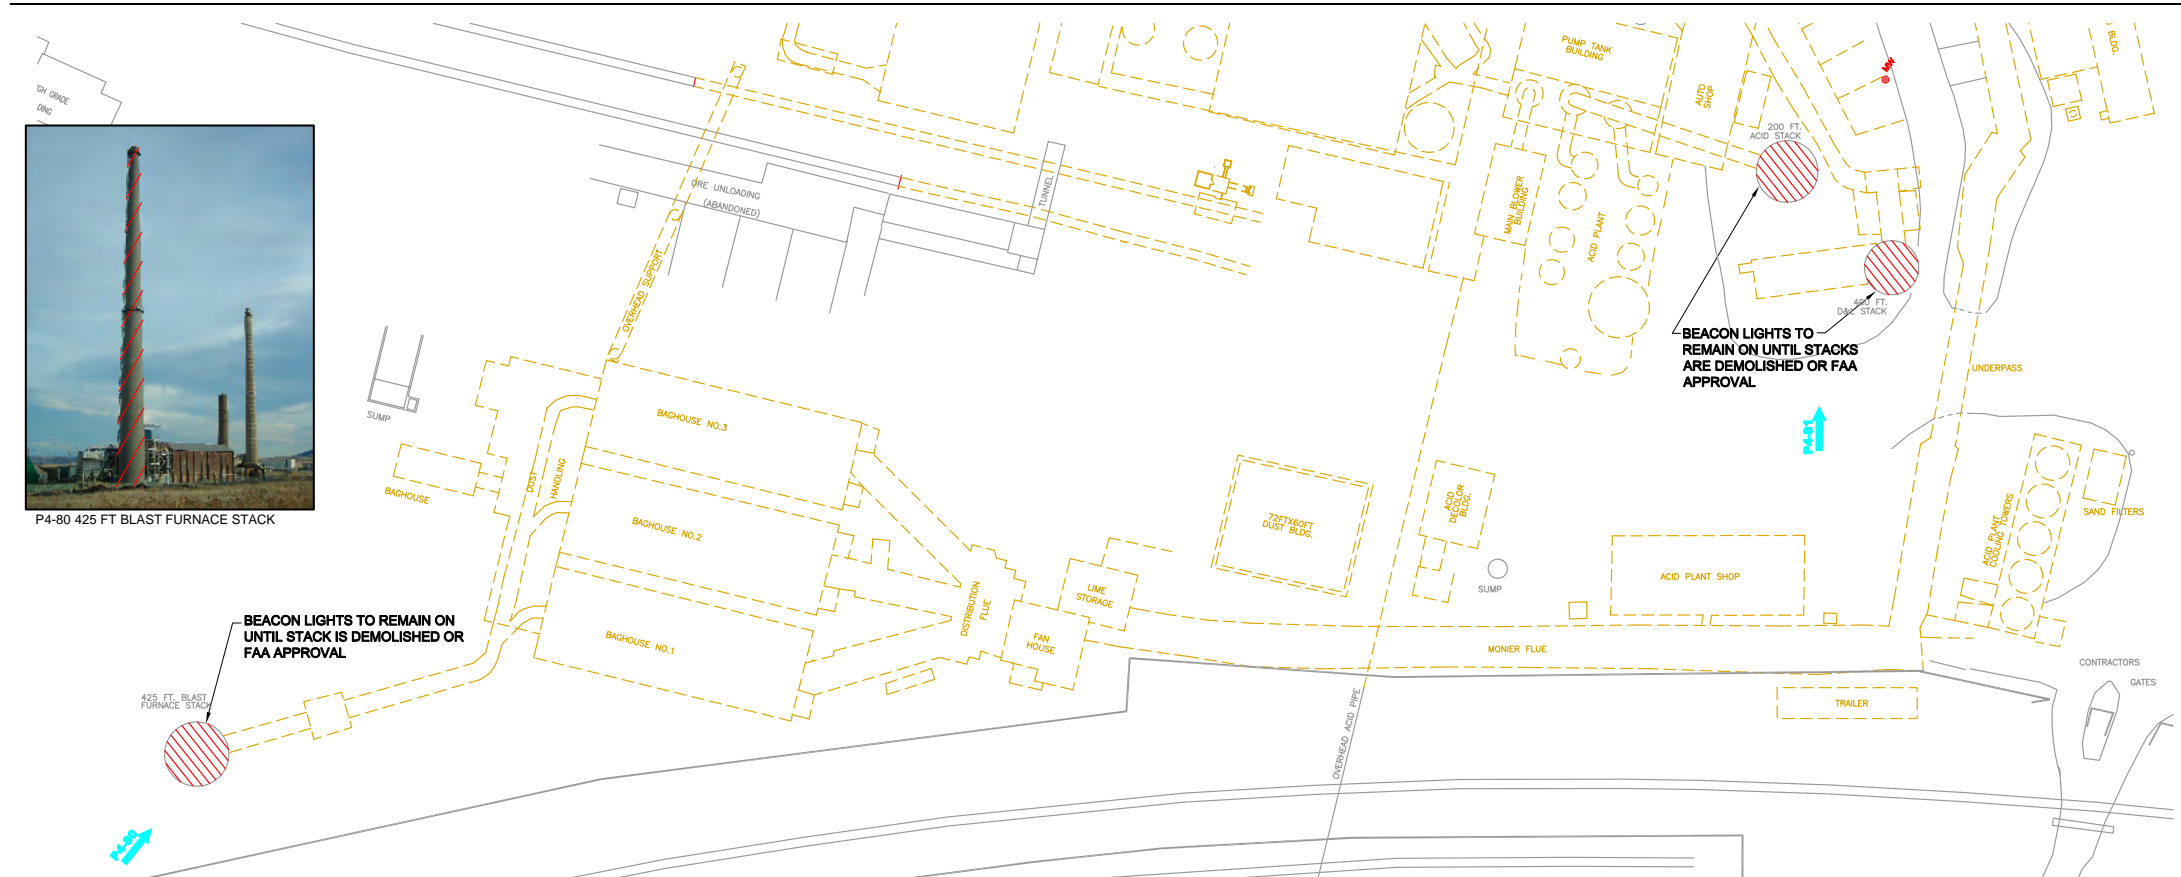 GH GRADE
DING
P4-80 425 FT BLAST FURNACE STACK
ORE UNLOADING
(ABANDONED)
TUNNEL
OVERHEAD SUPPORT
SUMP
BAGHOUSE
DUST
HANDLING
BAGHOUSE NO.3
BAGHOUSE NO.2
BAGHOUSE NO.1
BEACON LIGHTS TO REMAIN ON
UNTIL STACK IS DEMOLISHED OR
FAA APPROVAL
425 FT. BLAST
FURNACE STACK
P4-80
DISTRIBUTION
FLUE
LIME
STORAGE
FAN
HOUSE
72FTX60FT
DUST BLDG.
ACID
DECOLOR
BLDG.
SUMP
ACID PLANT SHOP
MONIER FLUE
OVERHEAD ACID PIPE
TRAILER
PUMP TANK
BUILDING
MAIN BLOWER
BUILDING
ACID PLANT
AUTO
SHOP
200 FT.
ACID STACK
MW
BLDG.
400 FT.
D&L STACK
BEACON LIGHTS TO
REMAIN ON UNTIL STACKS
ARE DEMOLISHED OR FAA
APPROVAL
P4-81
UNDERPASS
ACID PLANT
COOLING TOWERS
SAND FILTERS
CONTRACTORS
GATES